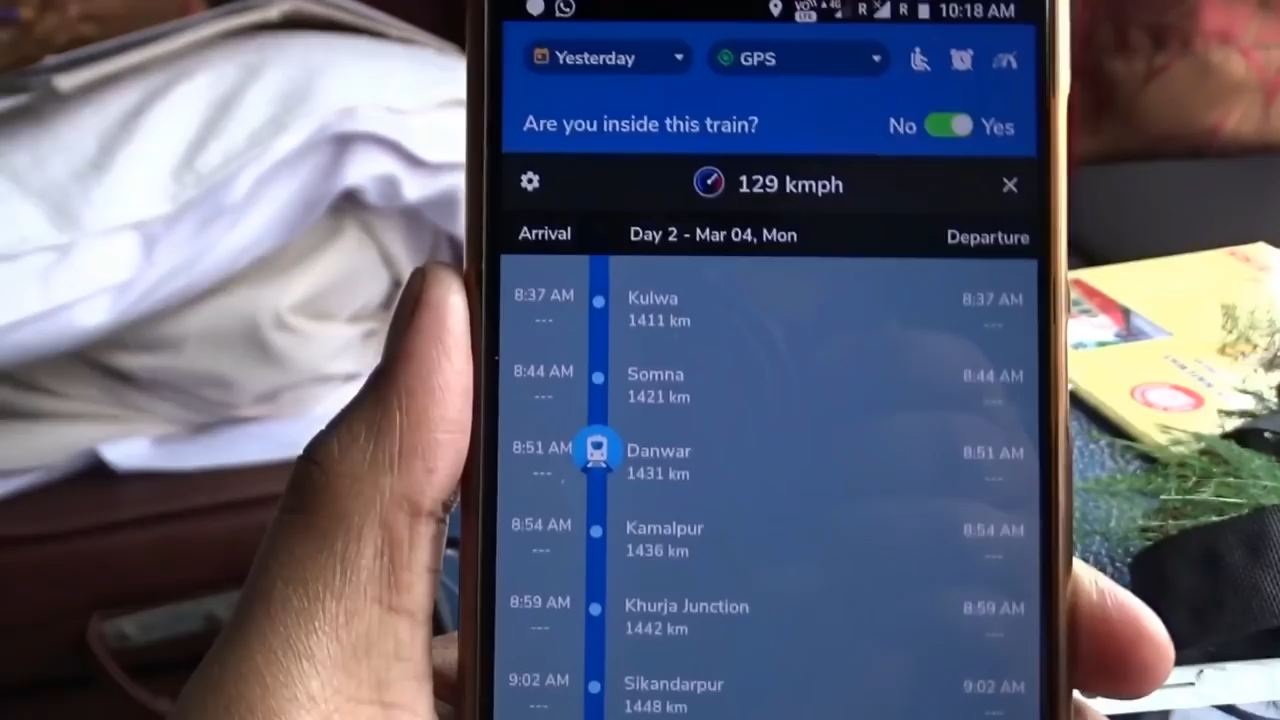 VO)) 4G R R 10:18 AM
LTE
Yesterday GPS
Are you inside this train? No Yes
129 kmph
Arrival Day 2 - Mar 04, Mon Departure
8:37 AM Kulwa 8:37 AM
--- 1411 km ---
8:44 AM Somna 8:44 AM
--- 1421 km ---
8:51 AM Danwar 8:51 AM
--- 1431 km ---
8:54 AM Kamalpur 8:54 AM
--- 1436 km ---
8:59 AM Khurja Junction 8:59 AM
--- 1442 km ---
9:02 AM Sikandarpur 9:02 AM
--- 1448 km ---